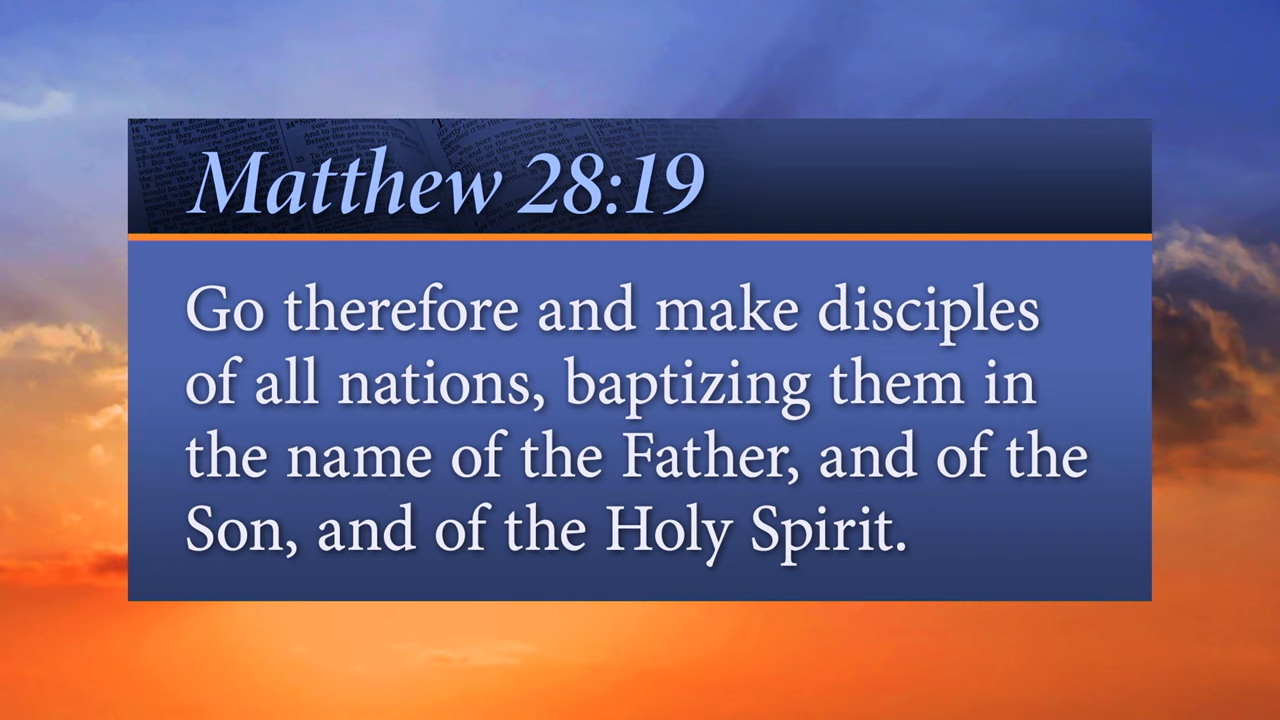 Matthew 28:19
Go therefore and make disciples
of all nations, baptizing them in
the name of the Father, and of the
Son, and of the Holy Spirit.